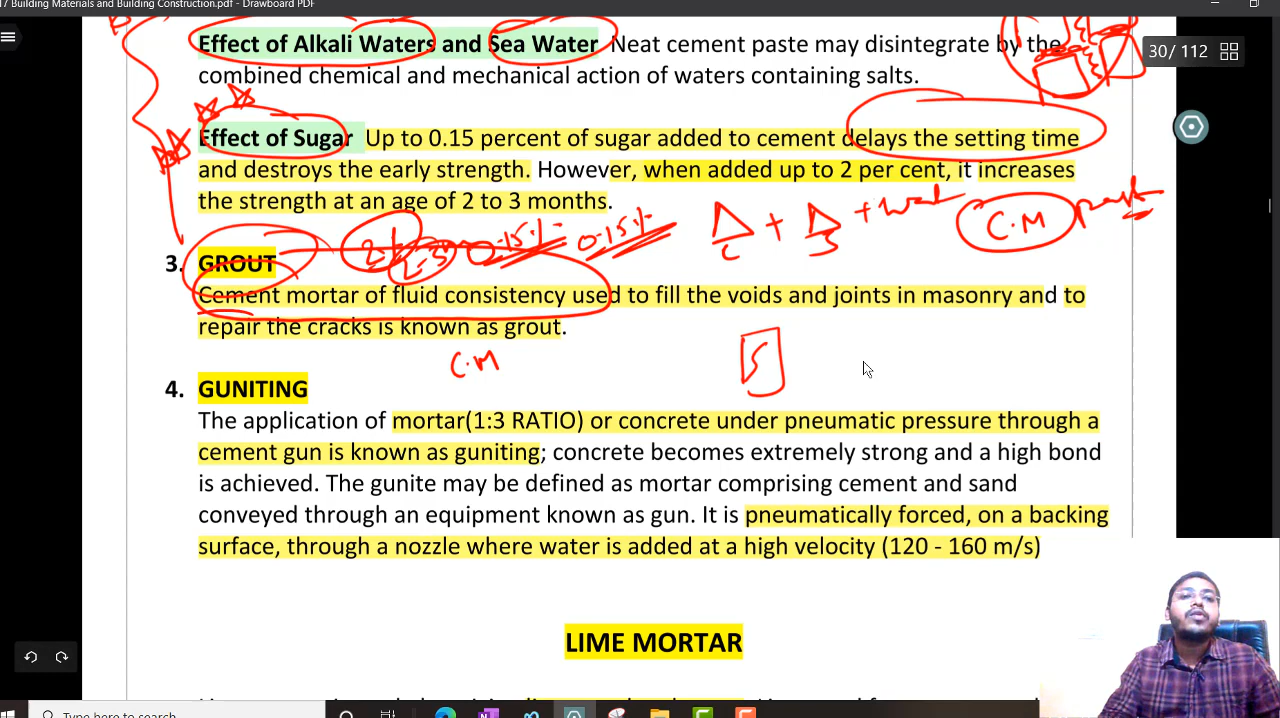 17 Building Materials and Building Construction.pdf - Drawboard PDF
30 / 112
Effect of Alkali Waters and Sea Water Neat cement paste may disintegrate by the
combined chemical and mechanical action of waters containing salts.
Effect of Sugar Up to 0.15 percent of sugar added to cement delays the setting time
and destroys the early strength. However, when added up to 2 per cent, it increases
the strength at an age of 2 to 3 months.
2-3 0.15% 0.15% + C.M paste
3. GROUT
Cement mortar of fluid consistency used to fill the voids and joints in masonry and to
repair the cracks is known as grout.
C.M
4. GUNITING
The application of mortar(1:3 RATIO) or concrete under pneumatic pressure through a
cement gun is known as guniting; concrete becomes extremely strong and a high bond
is achieved. The gunite may be defined as mortar comprising cement and sand
conveyed through an equipment known as gun. It is pneumatically forced, on a backing
surface, through a nozzle where water is added at a high velocity (120 - 160 m/s)
LIME MORTAR
Type here to search